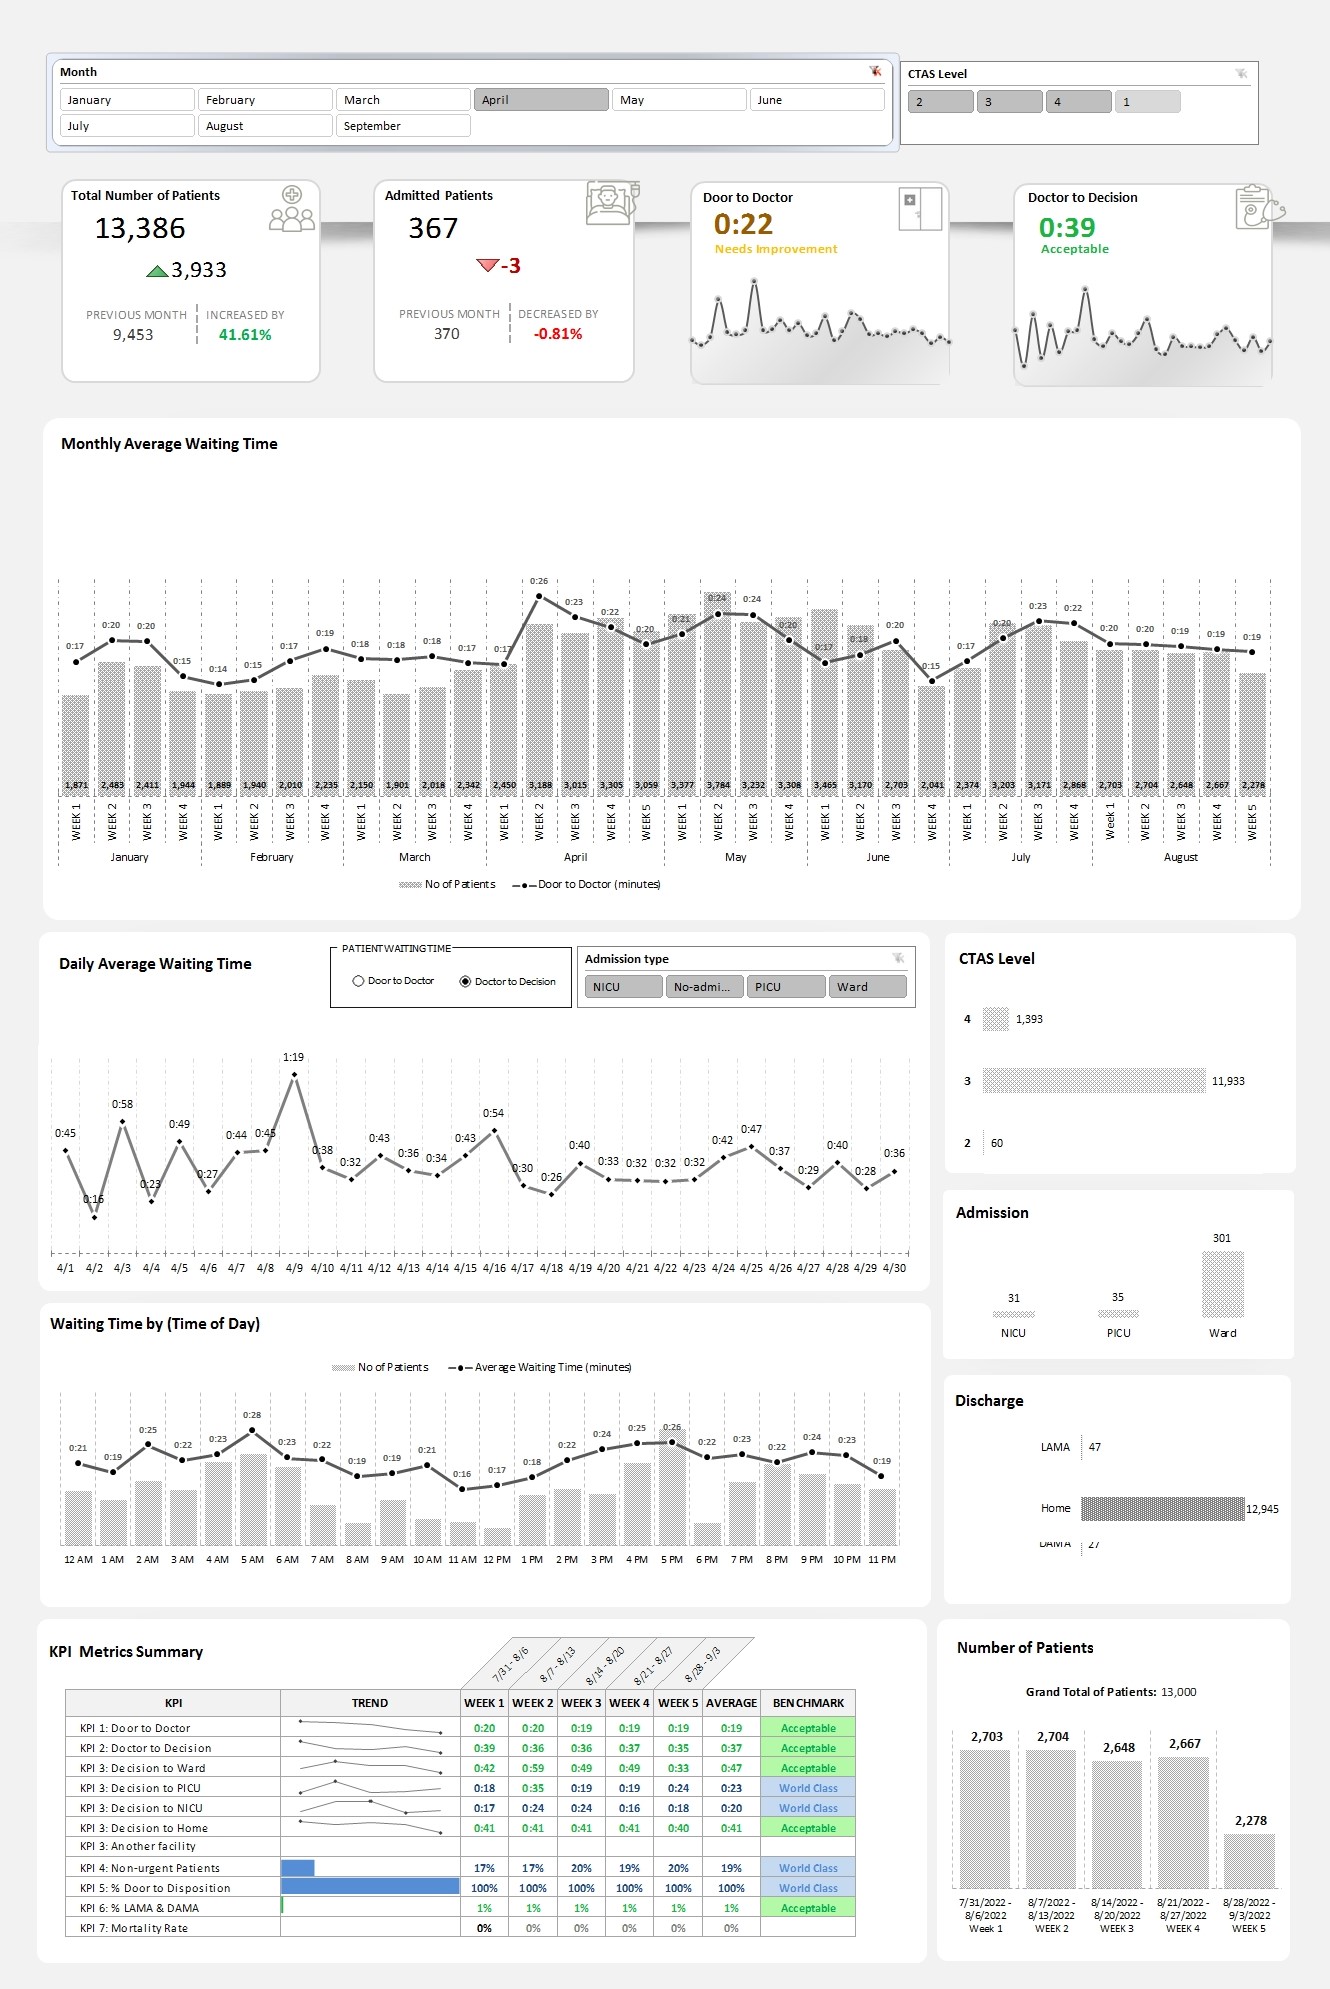 Month
January February March April May June
July August September
CTAS Level
2 3 4 1
Total Number of Patients
13,386
3,933
PREVIOUS MONTH INCREASED BY
9,453 41.61%
Admitted Patients
367
-3
PREVIOUS MONTH DECREASED BY
370 -0.81%
Door to Doctor
0:22
Needs Improvement
Doctor to Decision
0:39
Acceptable
Monthly Average Waiting Time
0:17 0:20 0:20 0:15 0:14 0:15 0:17 0:19 0:18 0:18 0:18 0:17 0:17 0:26 0:23 0:22 0:20 0:21 0:24 0:24 0:20 0:17 0:18 0:20 0:15 0:17 0:20 0:23 0:22 0:20 0:20 0:19 0:19 0:19
1,871 2,483 2,411 1,944 1,889 1,940 2,010 2,235 2,150 1,901 2,018 2,342 2,450 3,188 3,015 3,305 3,059 3,377 3,784 3,232 3,308 3,465 3,170 2,703 2,041 2,374 3,203 3,171 2,868 2,703 2,704 2,648 2,667 2,278
WEEK 1 WEEK 2 WEEK 3 WEEK 4 WEEK 1 WEEK 2 WEEK 3 WEEK 4 WEEK 1 WEEK 2 WEEK 3 WEEK 4 WEEK 1 WEEK 2 WEEK 3 WEEK 4 WEEK 5 WEEK 1 WEEK 2 WEEK 3 WEEK 4 WEEK 1 WEEK 2 WEEK 3 WEEK 4 WEEK 1 WEEK 2 WEEK 3 WEEK 4 Week 1 WEEK 2 WEEK 3 WEEK 4 WEEK 5
January February March April May June July August
No of Patients Door to Doctor (minutes)
Daily Average Waiting Time
PATIENT WAITING TIME
Door to Doctor Doctor to Decision
Admission type
NICU No-admi... PICU Ward
0:45 0:16 0:58 0:23 0:49 0:27 0:44 0:45 1:19 0:38 0:32 0:43 0:36 0:34 0:43 0:54 0:30 0:26 0:40 0:33 0:32 0:32 0:32 0:42 0:47 0:37 0:29 0:40 0:28 0:36
4/1 4/2 4/3 4/4 4/5 4/6 4/7 4/8 4/9 4/10 4/11 4/12 4/13 4/14 4/15 4/16 4/17 4/18 4/19 4/20 4/21 4/22 4/23 4/24 4/25 4/26 4/27 4/28 4/29 4/30
CTAS Level
4 1,393
3 11,933
2 60
Admission
31 35 301
NICU PICU Ward
Waiting Time by (Time of Day)
No of Patients Average Waiting Time (minutes)
0:21 0:19 0:25 0:22 0:23 0:28 0:23 0:22 0:19 0:19 0:21 0:16 0:17 0:18 0:22 0:24 0:25 0:26 0:22 0:23 0:22 0:24 0:23 0:19
12 AM 1 AM 2 AM 3 AM 4 AM 5 AM 6 AM 7 AM 8 AM 9 AM 10 AM 11 AM 12 PM 1 PM 2 PM 3 PM 4 PM 5 PM 6 PM 7 PM 8 PM 9 PM 10 PM 11 PM
Discharge
LAMA 47
Home 12,945
DAMA 27
KPI Metrics Summary
7/31 - 8/6 8/7 - 8/13 8/14 - 8/20 8/21 - 8/27 8/28 - 9/3
KPI TREND WEEK 1 WEEK 2 WEEK 3 WEEK 4 WEEK 5 AVERAGE BENCHMARK
KPI 1: Door to Doctor 0:20 0:20 0:19 0:19 0:19 0:19 Acceptable
KPI 2: Doctor to Decision 0:39 0:36 0:36 0:37 0:35 0:37 Acceptable
KPI 3: Decision to Ward 0:42 0:59 0:49 0:49 0:33 0:47 Acceptable
KPI 3: Decision to PICU 0:18 0:35 0:19 0:19 0:24 0:23 World Class
KPI 3: Decision to NICU 0:17 0:24 0:24 0:16 0:18 0:20 World Class
KPI 3: Decision to Home 0:41 0:41 0:41 0:41 0:40 0:41 Acceptable
KPI 3: Another facility
KPI 4: Non-urgent Patients 17% 17% 20% 19% 20% 19% World Class
KPI 5: % Door to Disposition 100% 100% 100% 100% 100% 100% World Class
KPI 6: % LAMA & DAMA 1% 1% 1% 1% 1% 1% Acceptable
KPI 7: Mortality Rate 0% 0% 0% 0% 0% 0%
Number of Patients
Grand Total of Patients: 13,000
2,703 2,704 2,648 2,667 2,278
7/31/2022 - 8/7/2022 - 8/14/2022 - 8/21/2022 - 8/28/2022 -
8/6/2022 8/13/2022 8/20/2022 8/27/2022 9/3/2022
Week 1 WEEK 2 WEEK 3 WEEK 4 WEEK 5